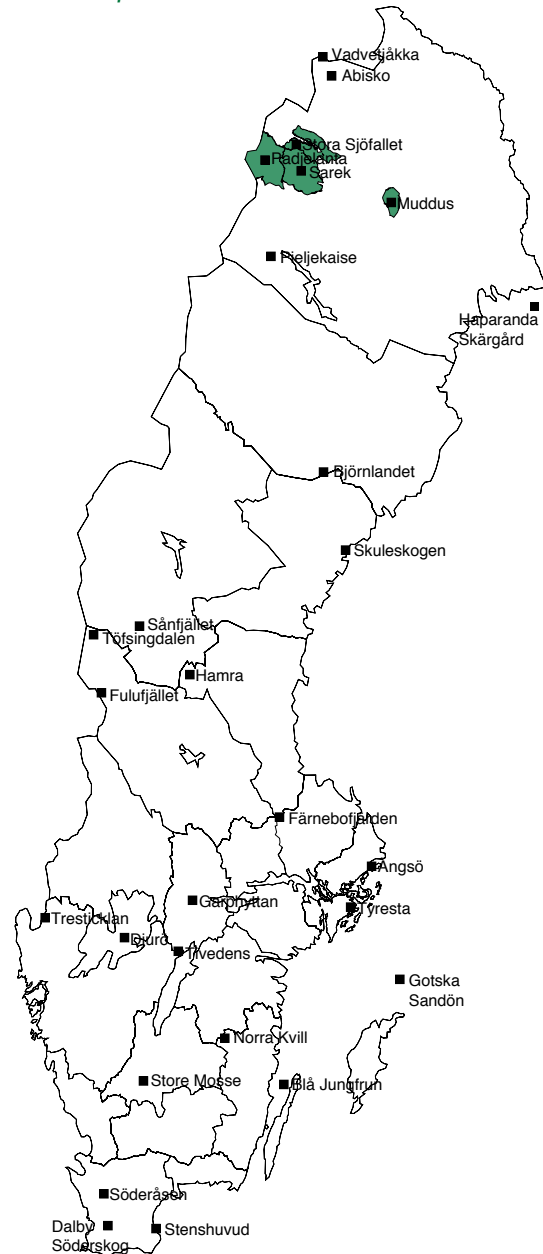 Vadvetjåkka
Abisko
Stora Sjöfallet
Padjelanta
Sarek
Muddus
Pieljekaise
Haparanda
Skärgård
Björnlandet
Skuleskogen
Sånfjället
Töfsingdalen
Hamra
Fulufjället
Färnebofjärden
Ängsö
Garphyttan
Tyresta
Tresticklan
Djurö
Tivedens
Gotska
Sandön
Norra Kvill
Store Mosse
Blå Jungfrun
Söderåsen
Dalby
Söderskog
Stenshuvud